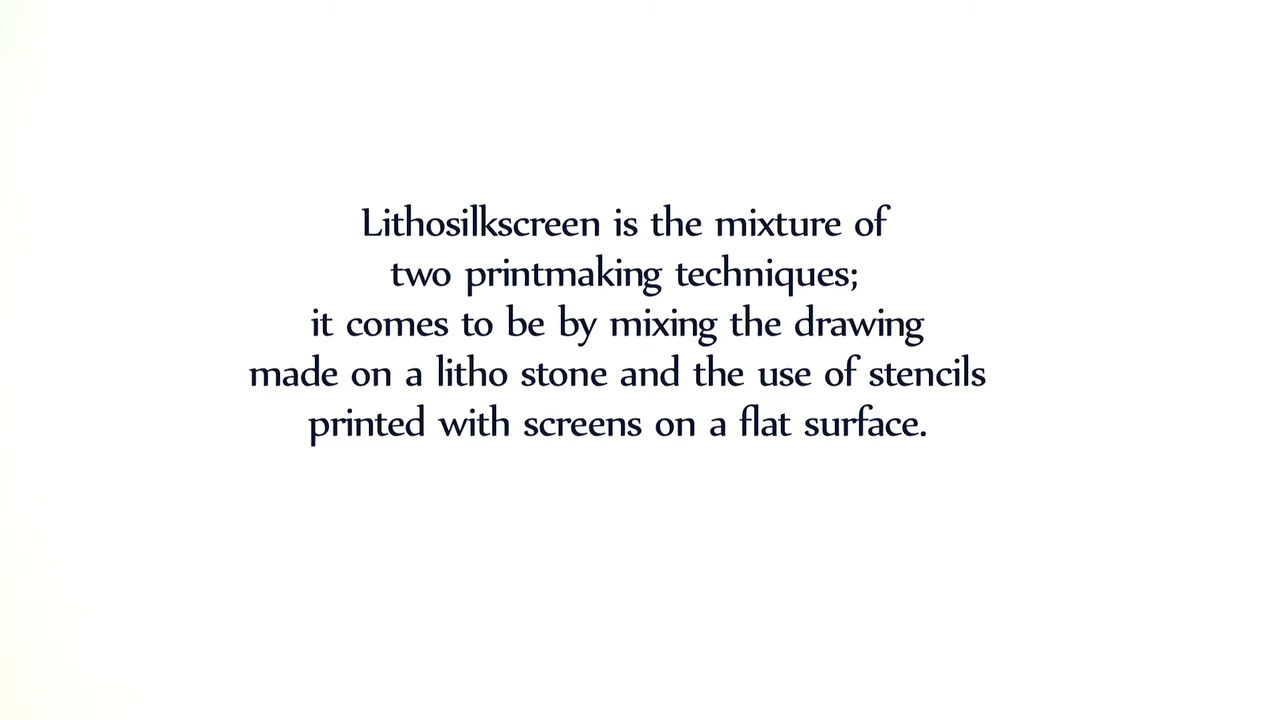 Lithosilkscreen is the mixture of
two printmaking techniques;
it comes to be by mixing the drawing
made on a litho stone and the use of stencils
printed with screens on a flat surface.